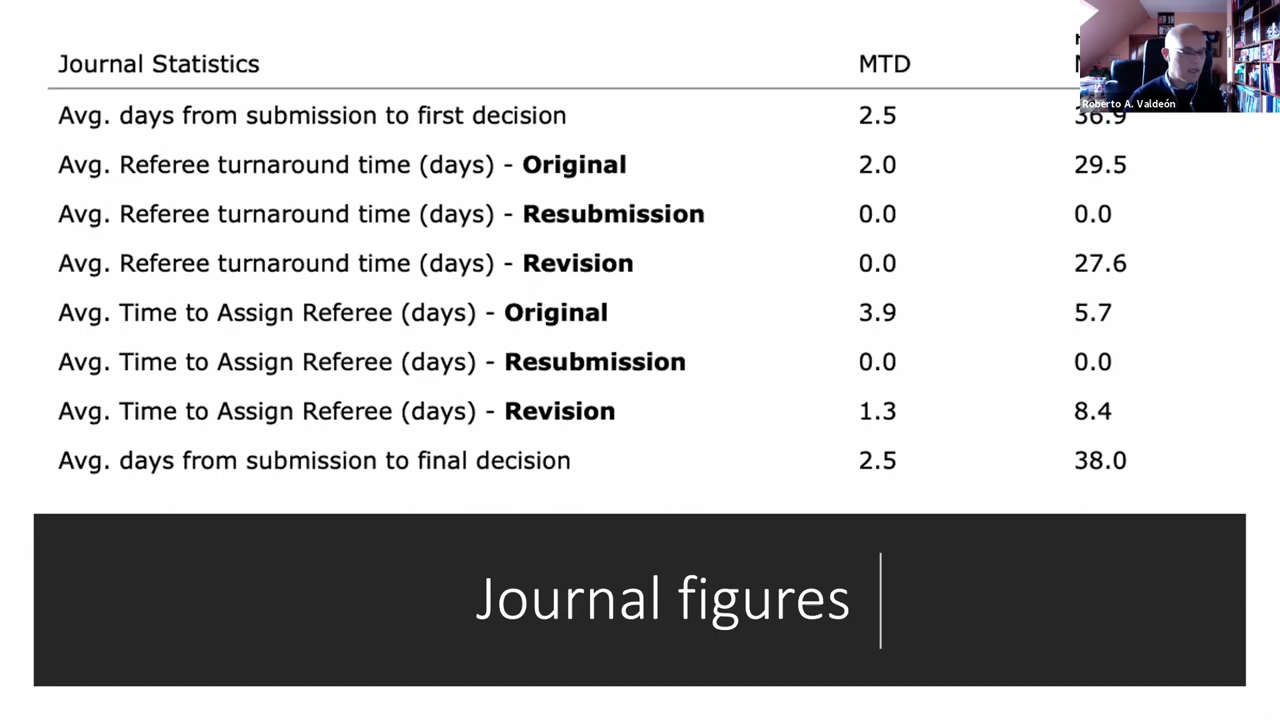 Journal Statistics MTD
Avg. days from submission to first decision 2.5 36.9
Avg. Referee turnaround time (days) - Original 2.0 29.5
Avg. Referee turnaround time (days) - Resubmission 0.0 0.0
Avg. Referee turnaround time (days) - Revision 0.0 27.6
Avg. Time to Assign Referee (days) - Original 3.9 5.7
Avg. Time to Assign Referee (days) - Resubmission 0.0 0.0
Avg. Time to Assign Referee (days) - Revision 1.3 8.4
Avg. days from submission to final decision 2.5 38.0
Journal figures
Roberto A. Valdeón